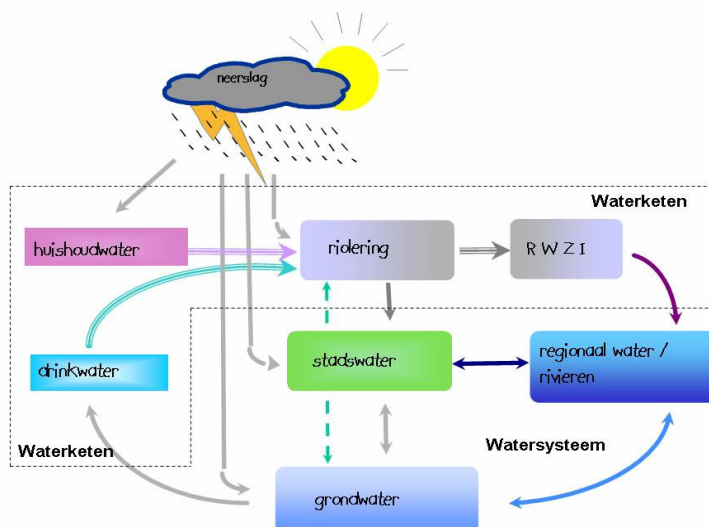 neerslag
Waterketen
huishoudwater
riolering
R W Z I
drinkwater
stadswater
regionaal water /
rivieren
Waterketen
Watersysteem
grondwater